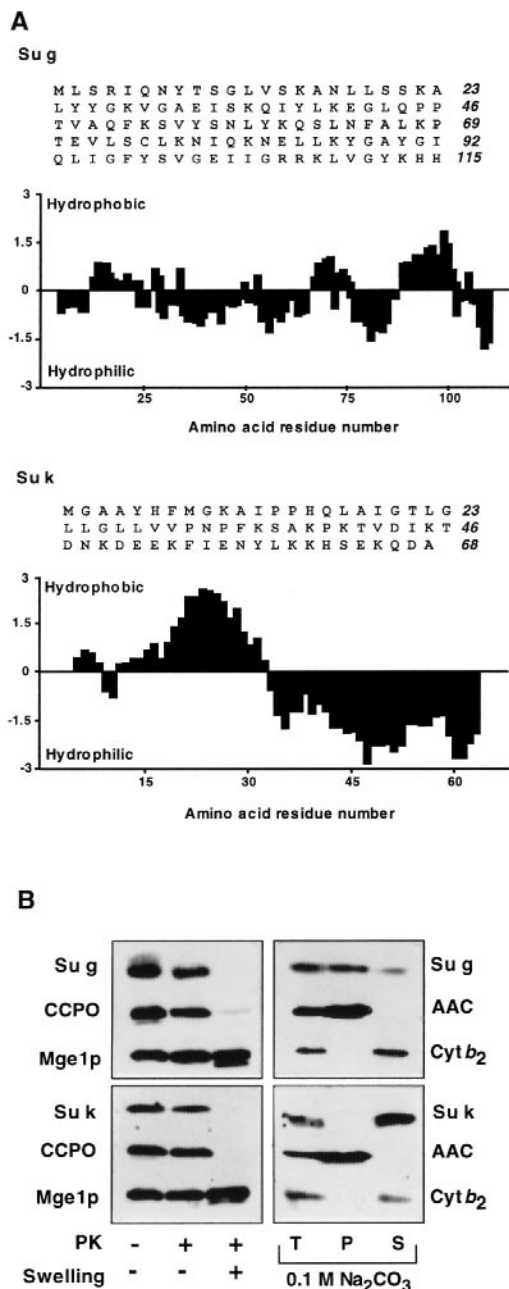 A
Su g
M L S R I Q N Y T S G L V S K A N L L S S K A 23
L Y Y G K V G A E I S K Q I Y L K E G L Q P P 46
T V A Q F K S V Y S N L Y K Q S L N F A L K P 69
T E V L S C L K N I Q K N E L L K Y G A Y G I 92
Q L I G F Y S V G E I I G R R K L V G Y K H H 115
3
Hydrophobic
1.5
0
-1.5
Hydrophilic
-3
25 50 75 100
Amino acid residue number
Su k
M G A A Y H F M G K A I P P H Q L A I G T L G 23
L L G L L V V P N P F K S A K P K T V D I K T 46
D N K D E E K F I E N Y L K K H S E K Q D A 68
3
Hydrophobic
1.5
0
-1.5
Hydrophilic
-3
15 30 45 60
Amino acid residue number
B
Su g Su g
CCPO AAC
Mge1p Cyt b2
Su k Su k
CCPO AAC
Mge1p Cyt b2
PK - + + T P S
Swelling - - + 0.1 M Na2CO3